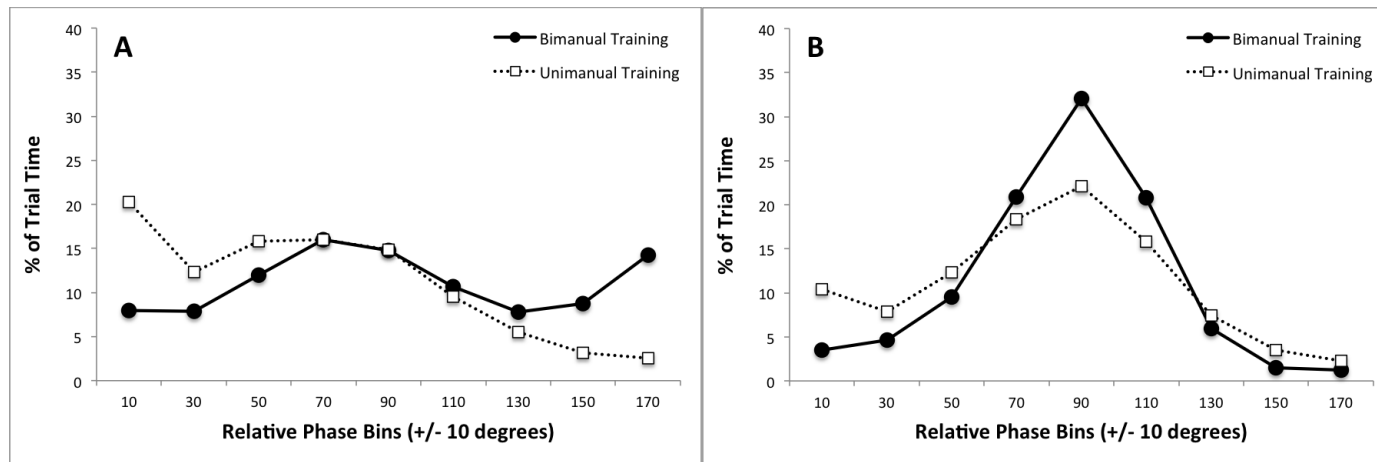 A
Bimanual Training
Unimanual Training
% of Trial Time
40
35
30
25
20
15
10
5
0
10 30 50 70 90 110 130 150 170
Relative Phase Bins (+/- 10 degrees)
B
Bimanual Training
Unimanual Training
% of Trial Time
40
35
30
25
20
15
10
5
0
10 30 50 70 90 110 130 150 170
Relative Phase Bins (+/- 10 degrees)